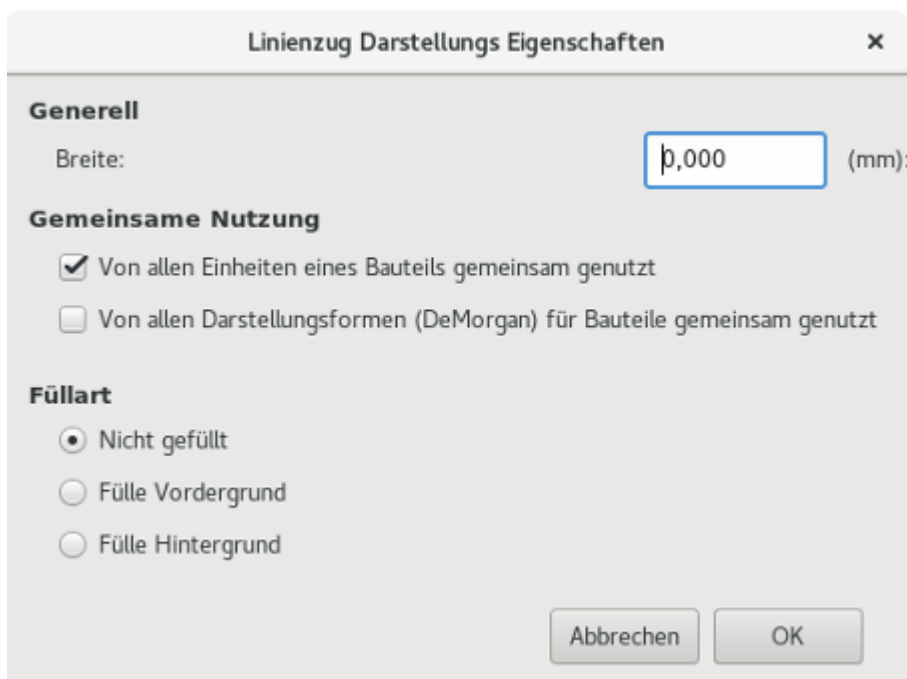 Linienzug Darstellungs Eigenschaften
Generell
Breite: 0,000 (mm):
Gemeinsame Nutzung
Von allen Einheiten eines Bauteils gemeinsam genutzt
Von allen Darstellungsformen (DeMorgan) für Bauteile gemeinsam genutzt
Füllart
Nicht gefüllt
Fülle Vordergrund
Fülle Hintergrund
Abbrechen OK